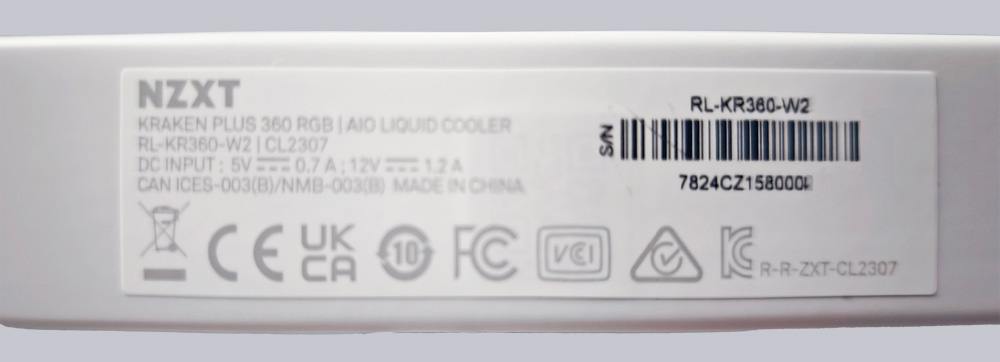 NZXT
KRAKEN PLUS 360 RGB | AIO LIQUID COOLER
RL-KR360-W2 | CL2307
DC INPUT : 5V ⎓ 0.7 A ; 12V ⎓ 1.2 A
CAN ICES-003(B)/NMB-003(B) MADE IN CHINA
CE UK CA 10 FC VCI R-R-ZXT-CL2307
RL-KR360-W2
S/N